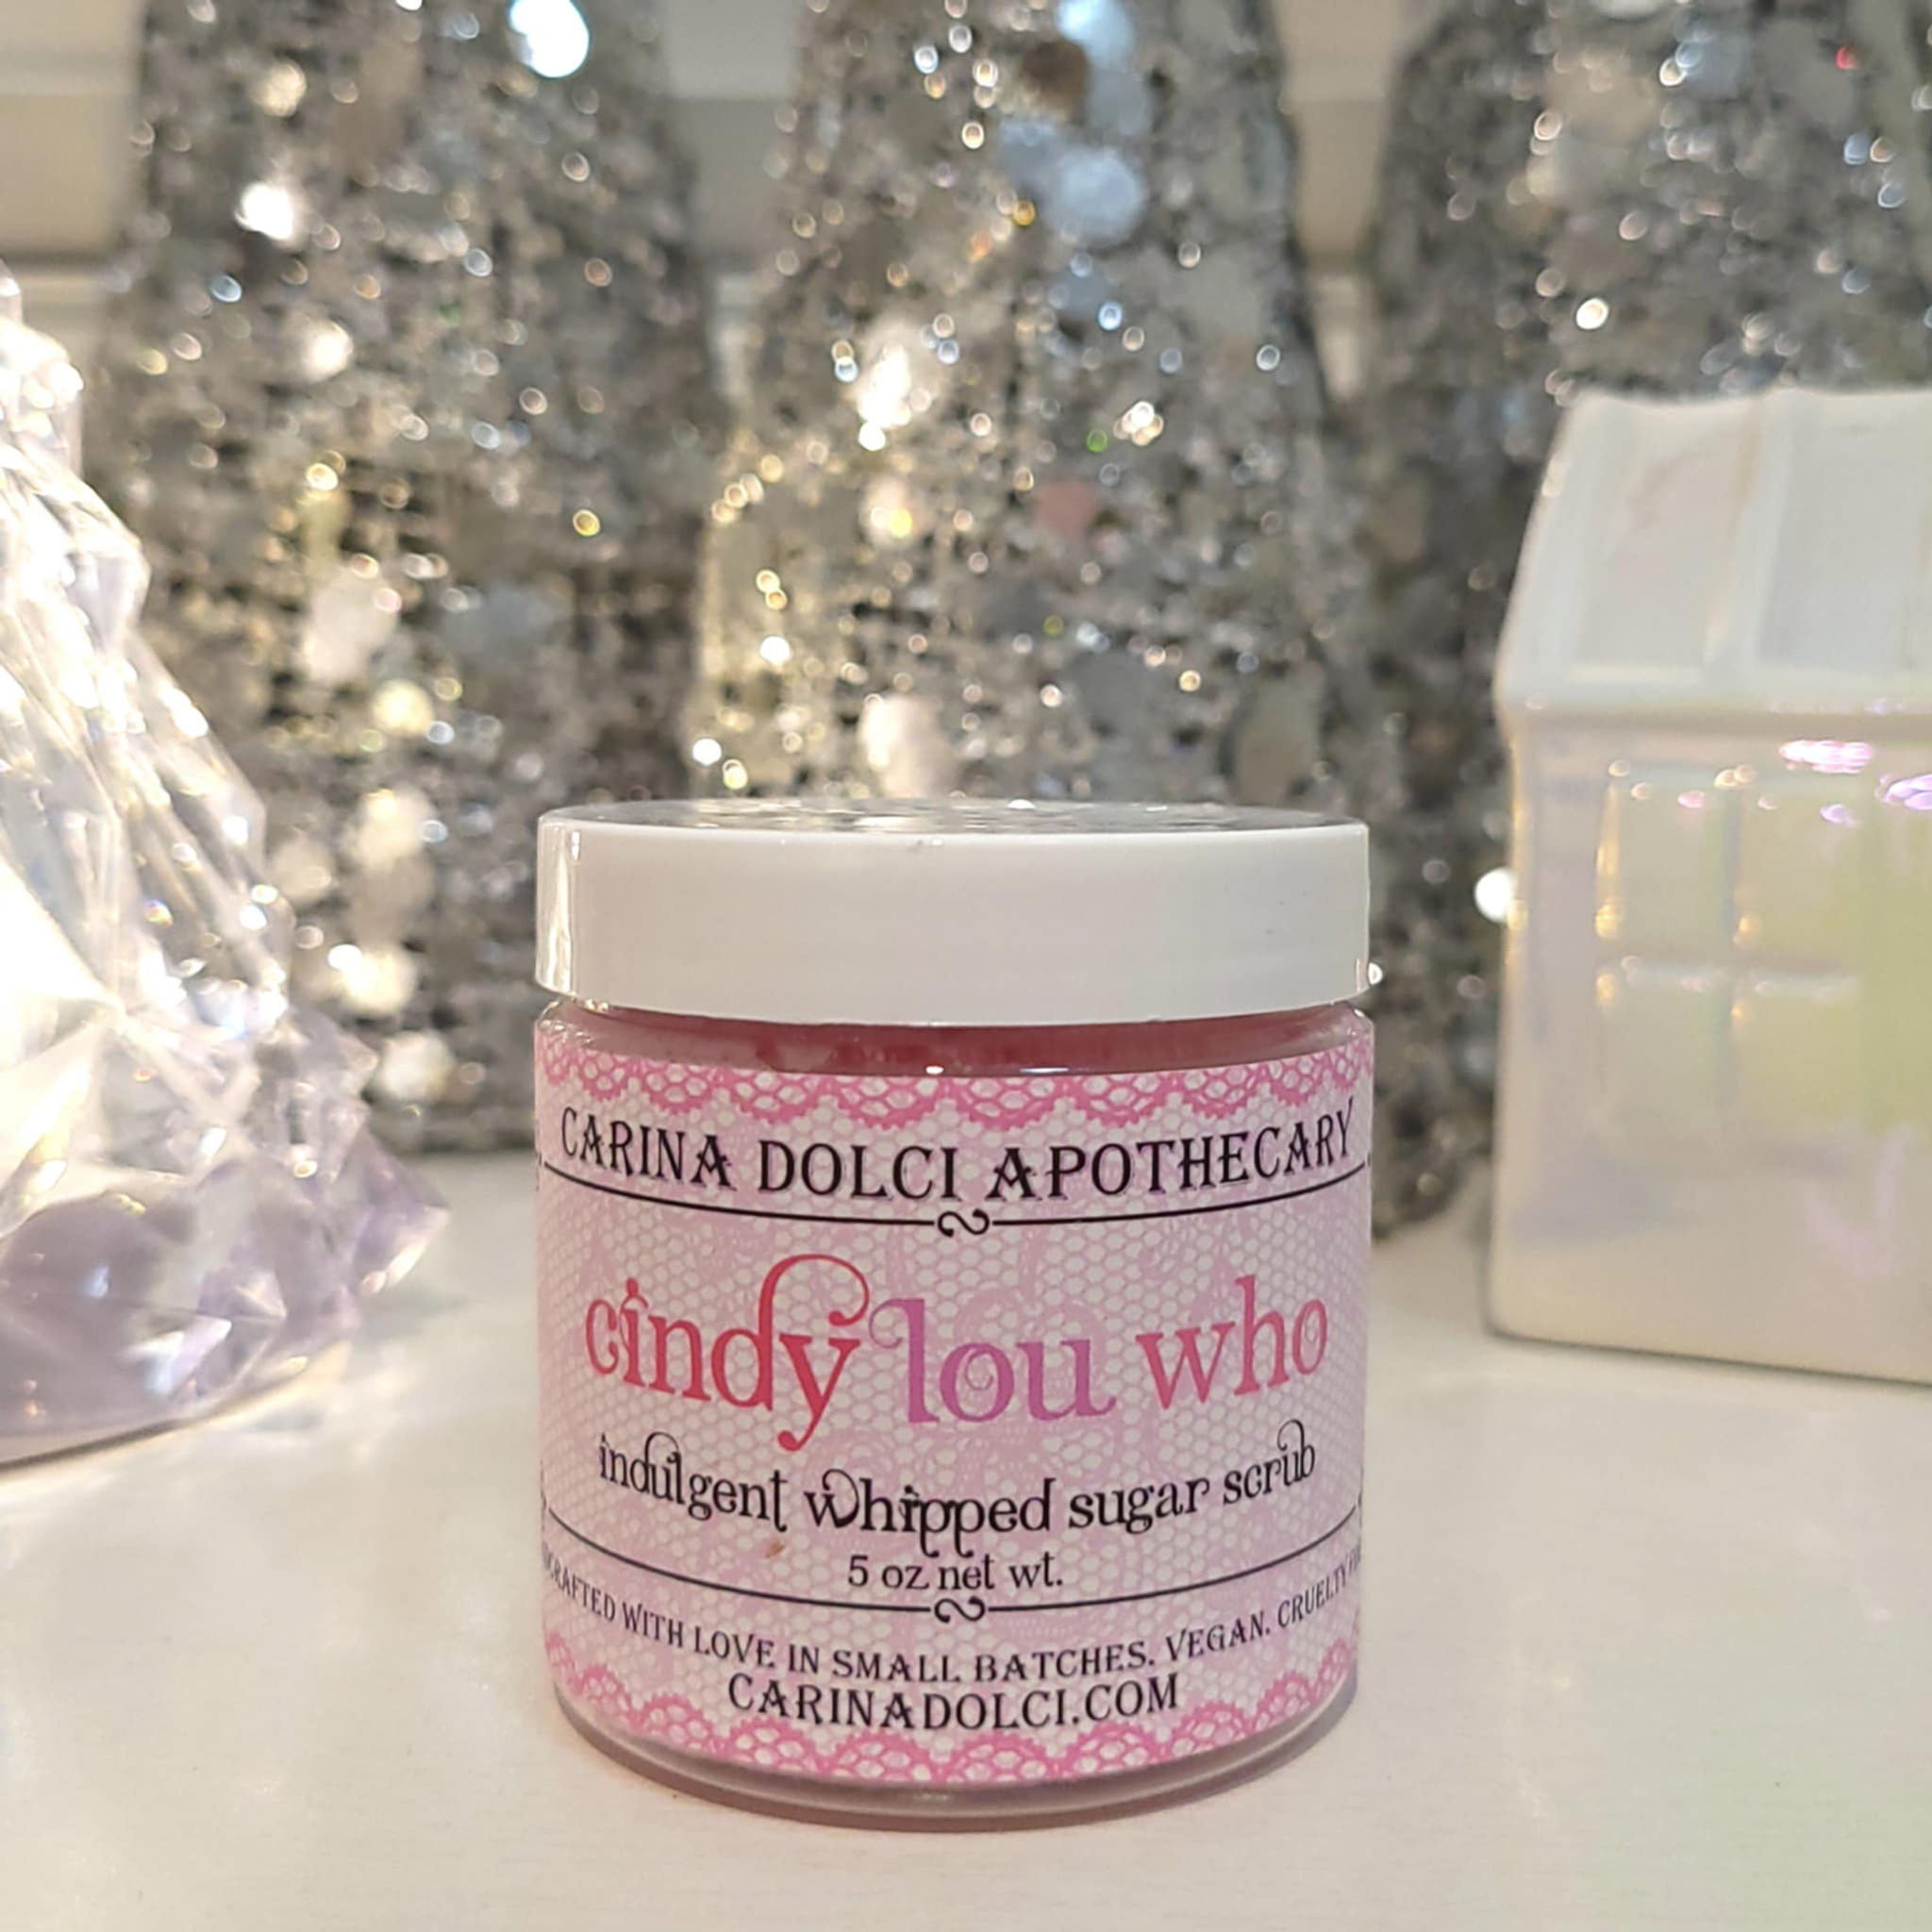 CARINA DOLCI APOTHECARY
cindy lou who
indulgent whipped sugar scrub
5 oz net wt.
WITH LOVE IN SMALL BATCHES. VEGAN. CRUELTY
CARINADOLCI.COM